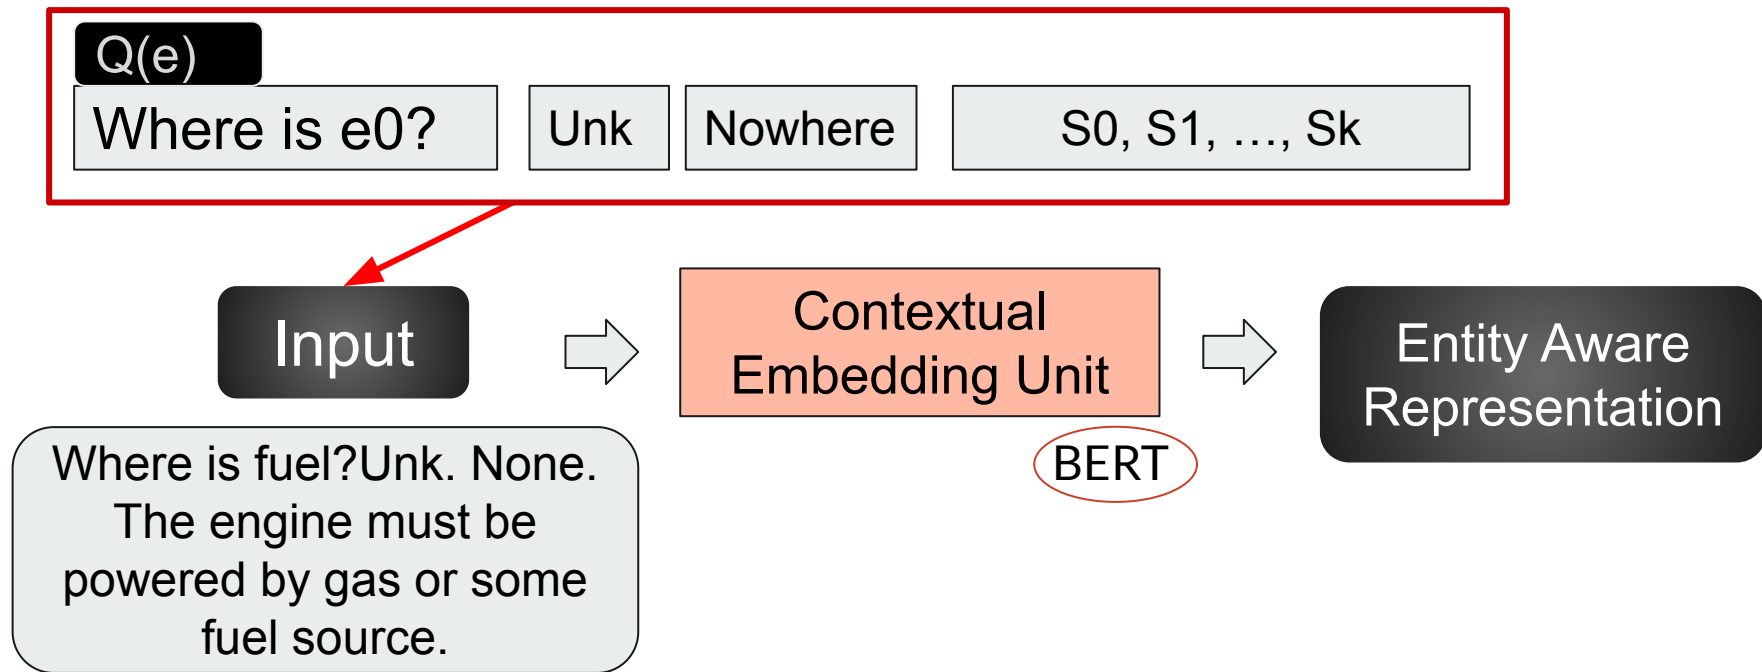 Q(e)
Where is e0?
Unk
Nowhere
S0, S1, …, Sk
Input
Contextual
Embedding Unit
BERT
Entity Aware
Representation
Where is fuel?Unk. None.
The engine must be
powered by gas or some
fuel source.